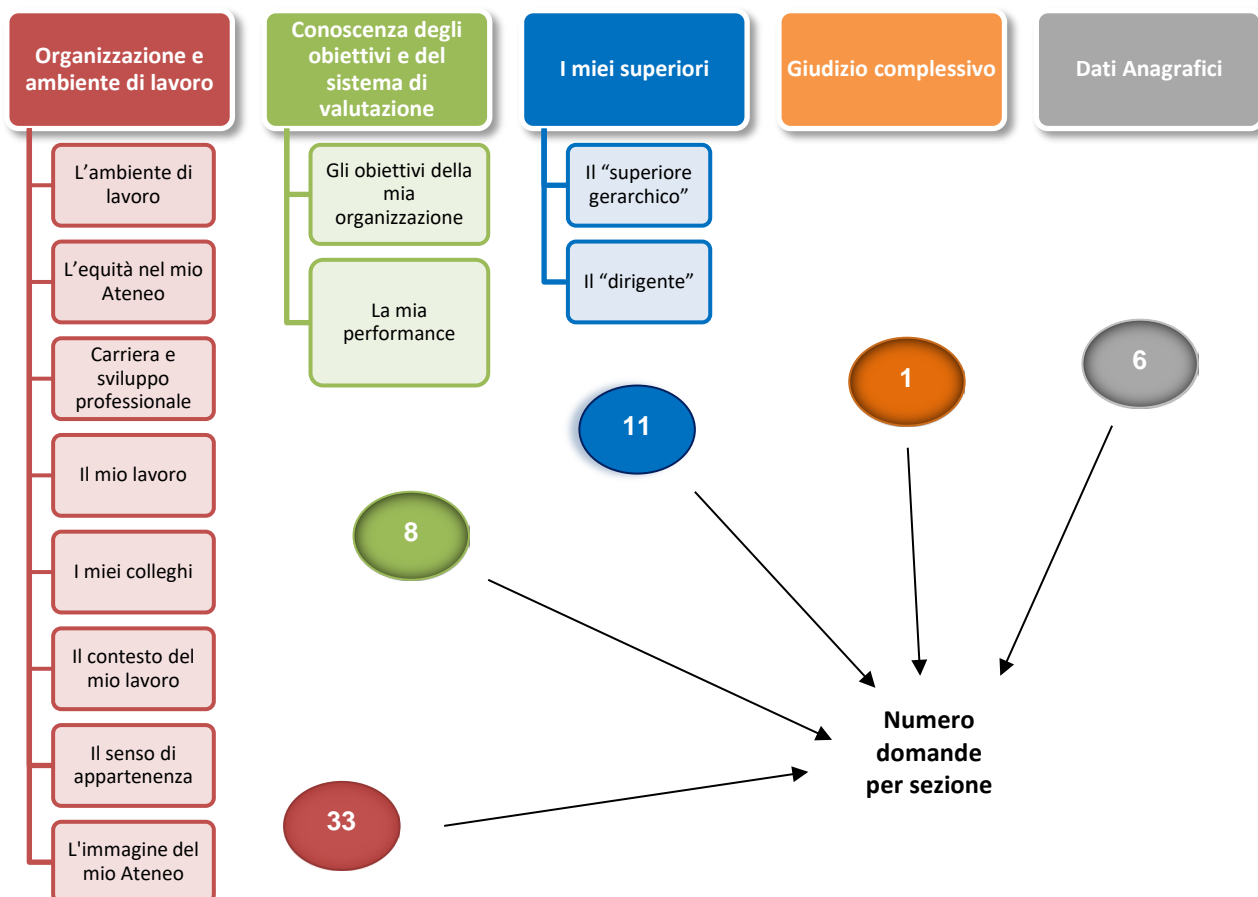 Organizzazione e
ambiente di lavoro
Conoscenza degli
obiettivi e del
sistema di
valutazione
I miei superiori
Giudizio complessivo
Dati Anagrafici
L’ambiente di
lavoro
L’equità nel mio
Ateneo
Carriera e
sviluppo
professionale
Il mio lavoro
I miei colleghi
Il contesto del
mio lavoro
Il senso di
appartenenza
L'immagine del
mio Ateneo
Gli obiettivi della
mia
organizzazione
La mia
performance
Il “superiore
gerarchico”
Il “dirigente”
33
8
11
1
6
Numero
domande
per sezione